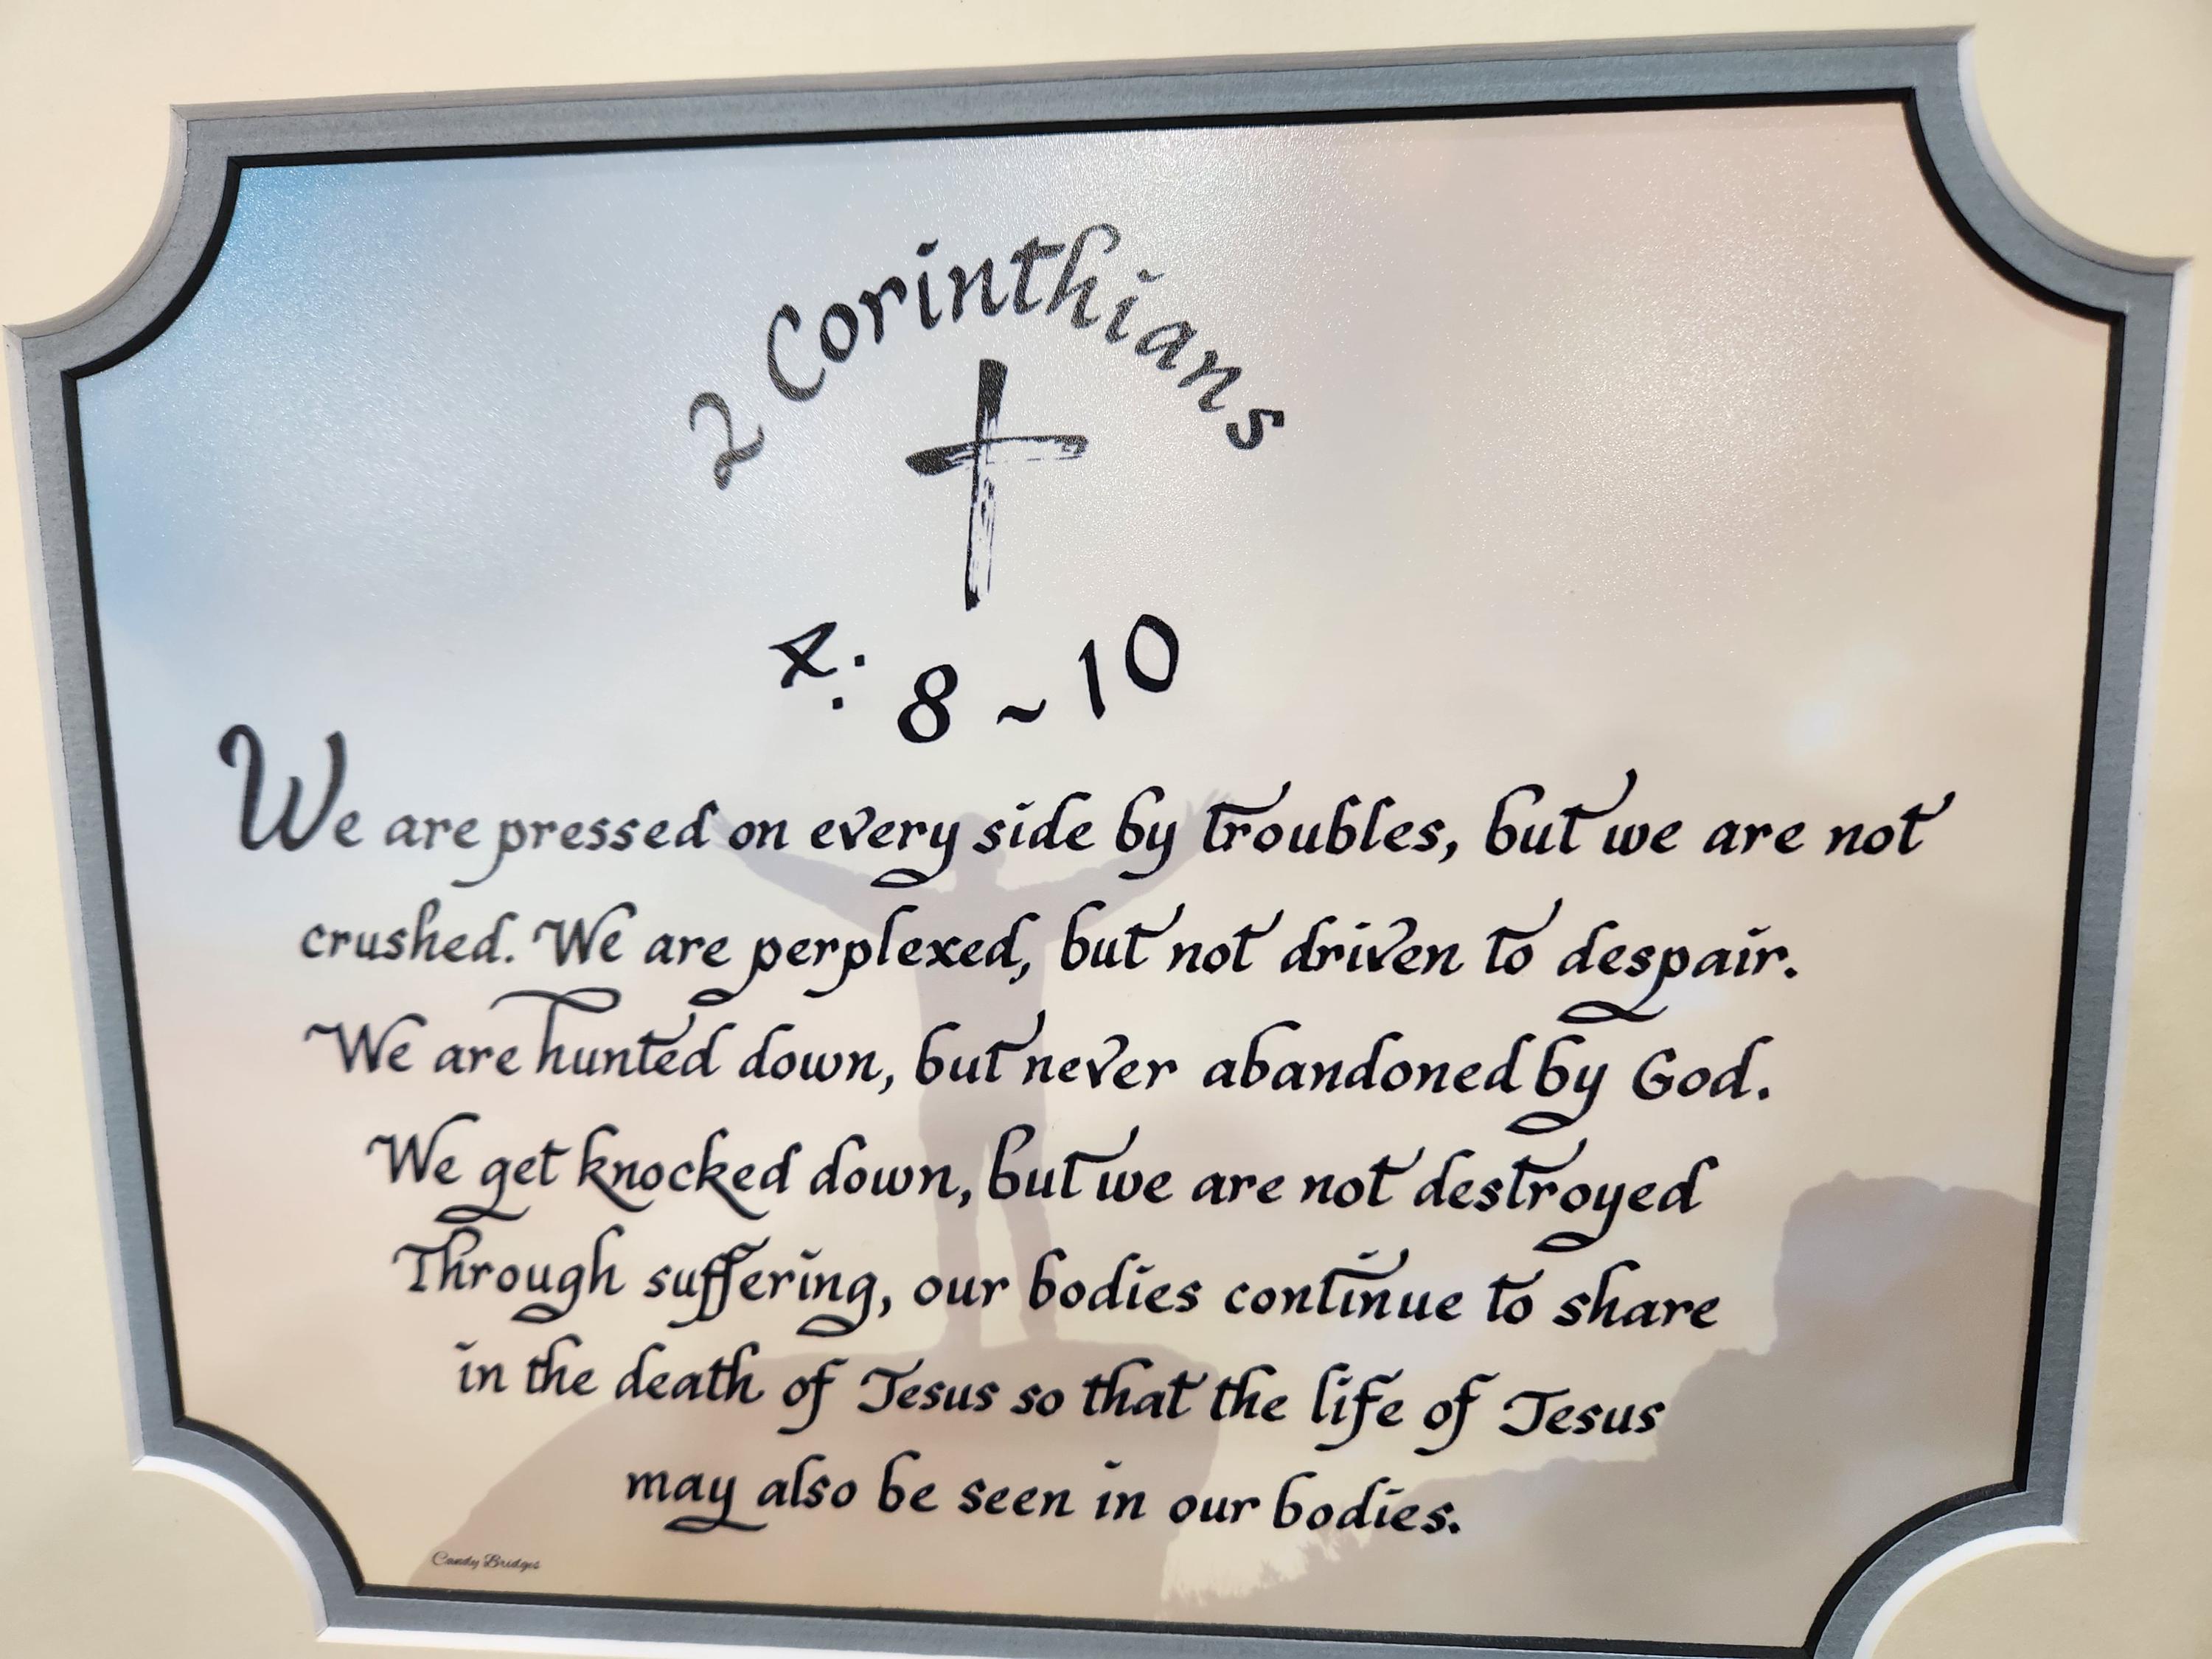 2 Corinthians
4:8~10
We are pressed on every side by troubles, but we are not
crushed. We are perplexed, but not driven to despair.
We are hunted down, but never abandoned by God.
We get knocked down, but we are not destroyed
Through suffering, our bodies continue to share
in the death of Jesus so that the life of Jesus
may also be seen in our bodies.
Candy Bridges